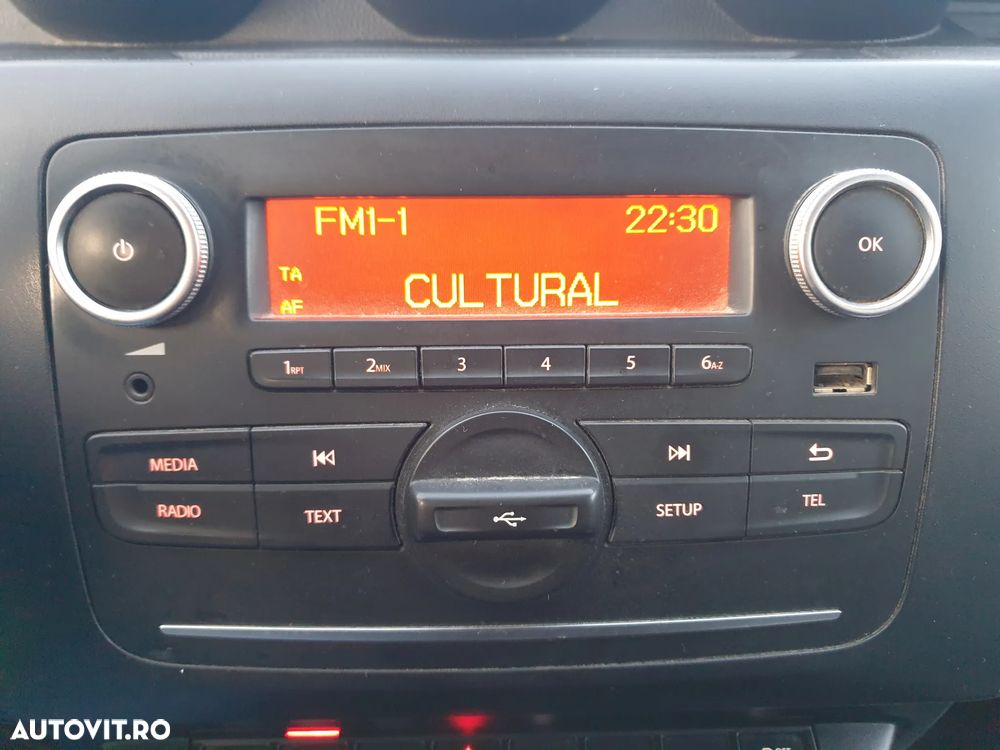 FM1-1 22:30
TA
CULTURAL
AF
OK
1RPT 2MIX 3 4 5 6A-Z
MEDIA
RADIO TEXT SETUP TEL
AUTOVIT.RO